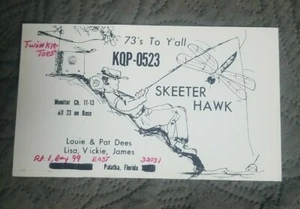 73's To Y'all
Twinkle-
Toes
KQP-0523
SKEETER
HAWK
Monitor Ch. 11-13
All 23 on Base
Louie & Pat Dees
Lisa, Vickie, James
Rt 1, Box 99 EAST 32031
Palatka, Florida